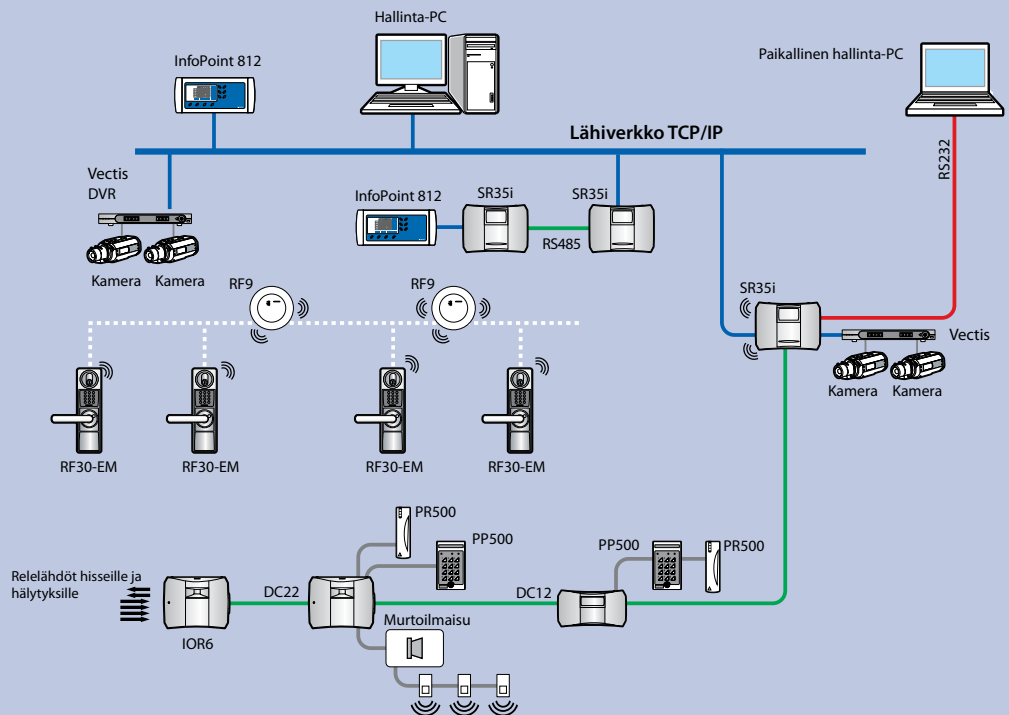 Hallinta-PC
InfoPoint 812
Paikallinen hallinta-PC
Lähiverkko TCP/IP
RS232
Vectis
DVR
InfoPoint 812
SR35i
SR35i
RS485
Kamera
Kamera
RF9
RF9
SR35i
Vectis
Kamera
Kamera
RF30-EM
RF30-EM
RF30-EM
RF30-EM
PR500
PP500
PP500
PR500
Relelähdöt hisseille ja
hälytyksille
DC22
DC12
IOR6
Murtoilmaisu